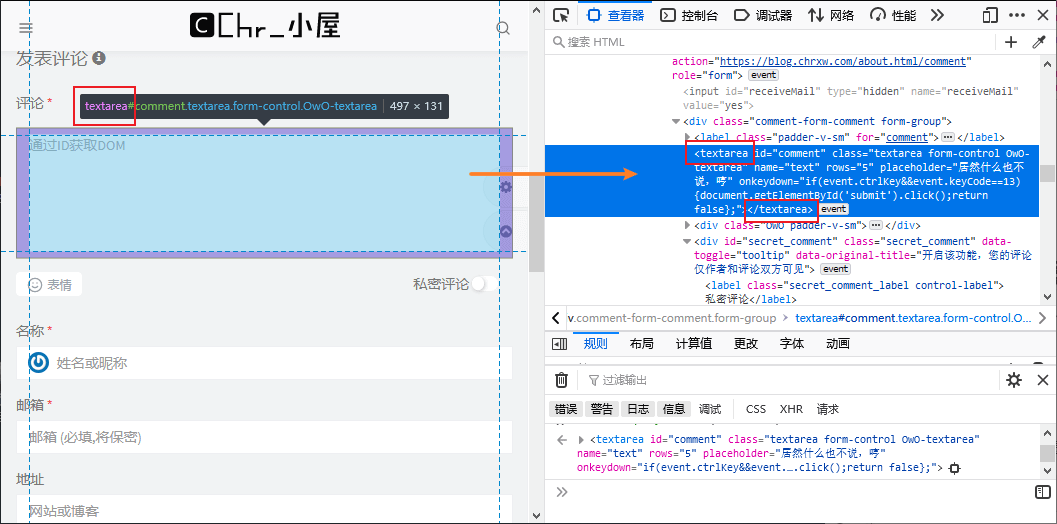 Chr_小屋
发表评论
评论 *
textarea#comment.textarea.form-control.OwO-textarea | 497 × 131
通过ID获取DOM
表情
私密评论
名称 *
姓名或昵称
邮箱 *
邮箱 (必填,将保密)
地址
网站或博客
查看器 控制台 调试器 网络 性能
搜索 HTML
action="https://blog.chrxw.com/about.html/comment"
role="form"> event
<input id="receiveMail" type="hidden" name="receiveMail"
value="yes">
<div class="comment-form-comment form-group">
<label class="padder-v-sm" for="comment"> </label>
<textarea id="comment" class="textarea form-control OwO-
textarea" name="text" rows="5" placeholder="居然什么也不
说，哼" onkeydown="if(event.ctrlKey&&event.keyCode==13)
{document.getElementById('submit').click();return
false};"></textarea> event
<div class="OwO padder-v-sm"> </div>
<div id="secret_comment" class="secret_comment" data-
toggle="tooltip" data-original-title="开启该功能，您的评论
仅作者和评论双方可见"> event
<label class="secret_comment_label control-label">
私密评论</label>
v.comment-form-comment.form-group textarea#comment.textarea.form-control.O...
规则 布局 计算值 更改 字体 动画
过滤输出
错误 警告 日志 信息 调试 CSS XHR 请求
<textarea id="comment" class="textarea form-control OwO-textarea"
name="text" rows="5" placeholder="居然什么也不说，哼"
onkeydown="if(event.ctrlKey&&event.….click();return false};">